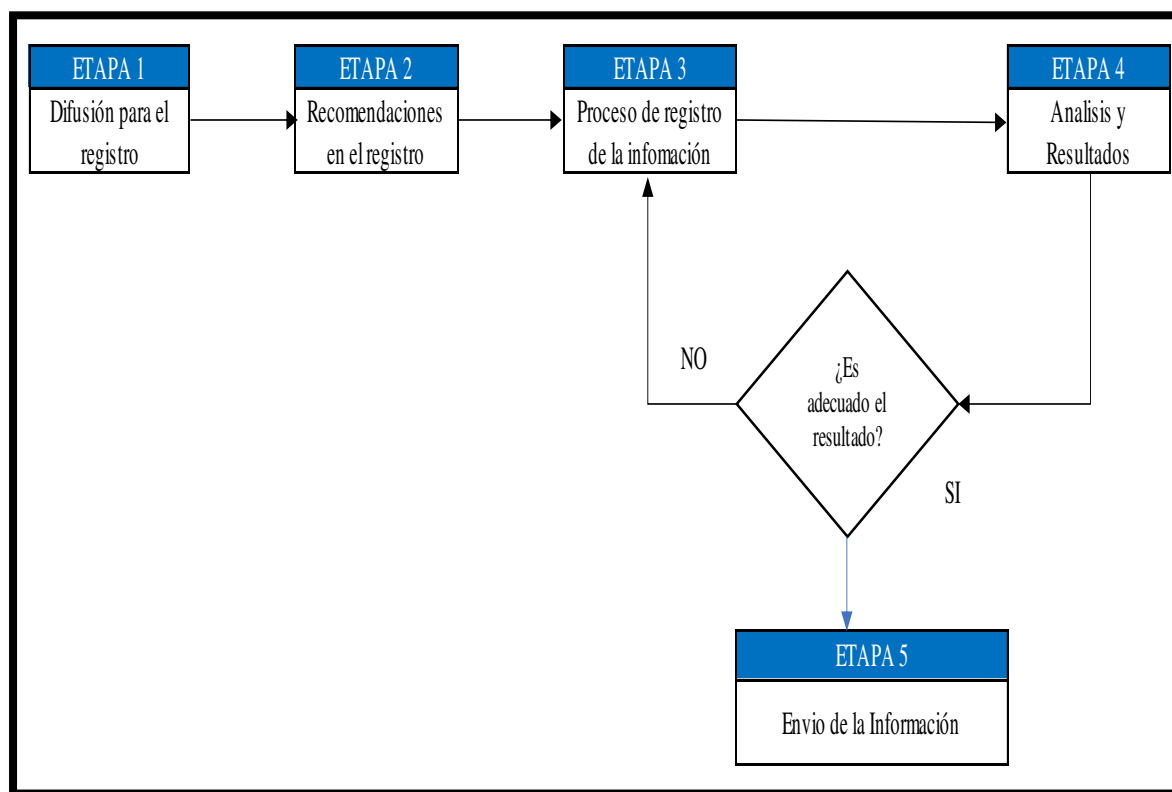 ETAPA 1
Difusión para el
registro
ETAPA 2
Recomendaciones
en el registro
ETAPA 3
Proceso de registro
de la infomación
ETAPA 4
Analisis y
Resultados
¿Es
adecuado el
resultado?
NO
SI
ETAPA 5
Envio de la Información